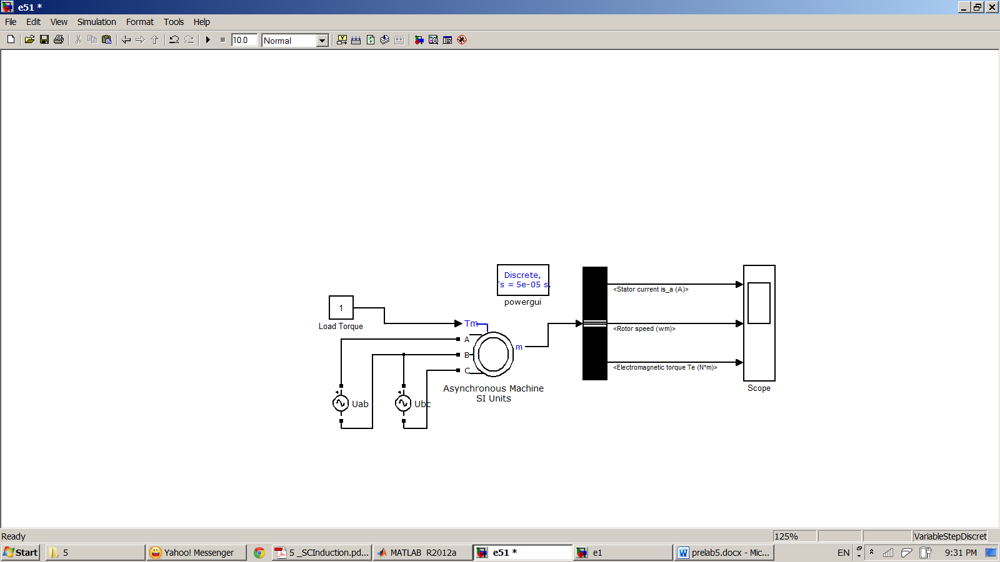 e51 *
File Edit View Simulation Format Tools Help
10.0 Normal
Discrete,
s = 5e-05 s.
powergui
<Stator current is_a (A)>
1
Load Torque
Tm
<Rotor speed (wm)>
A
m
B
C
<Electromagnetic torque Te (N*m)>
Asynchronous Machine
SI Units
Scope
Uab
Ubc
Ready 125% VariableStepDiscret
Start 5 Yahoo! Messenger 5 _SCInduction.pd... MATLAB R2012a e51 * e1 prelab5.docx - Mic... EN 9:31 PM